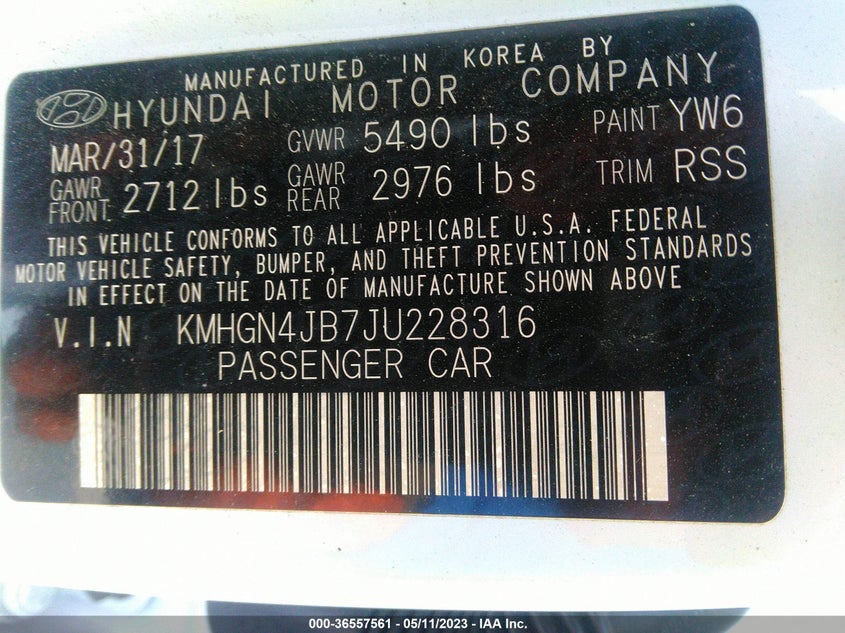 MANUFACTURED IN KOREA BY
HYUNDAI MOTOR COMPANY
MAR/31/17 GVWR 5490 lbs PAINT YW6
GAWR FRONT 2712 lbs GAWR REAR 2976 lbs TRIM RSS
THIS VEHICLE CONFORMS TO ALL APPLICABLE U.S.A. FEDERAL
MOTOR VEHICLE SAFETY, BUMPER, AND THEFT PREVENTION STANDARDS
IN EFFECT ON THE DATE OF MANUFACTURE SHOWN ABOVE
V.I.N KMHGN4JB7JU228316
PASSENGER CAR
000-36557561 - 05/11/2023 - IAA Inc.